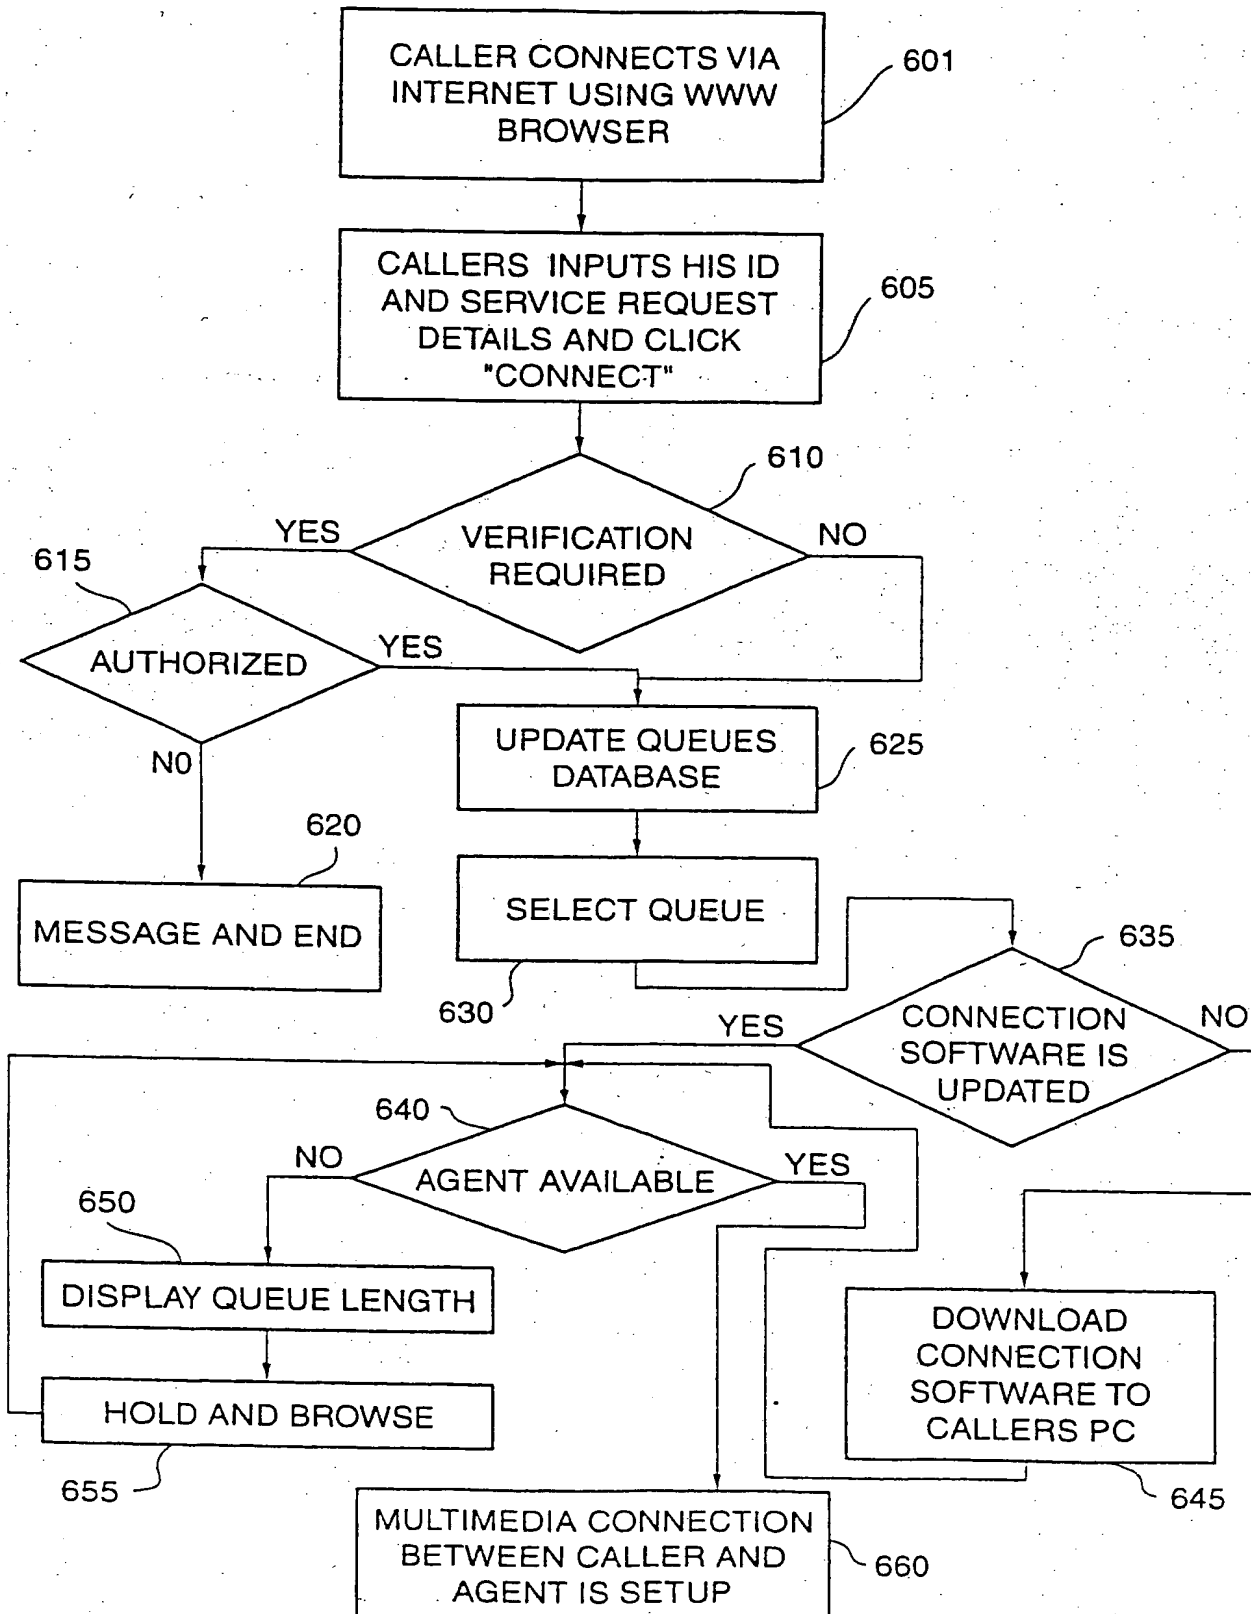 CALLER CONNECTS VIA
INTERNET USING WWW
BROWSER
601
CALLERS INPUTS HIS ID
AND SERVICE REQUEST
DETAILS AND CLICK
"CONNECT"
605
610
VERIFICATION
REQUIRED
YES
NO
615
AUTHORIZED
YES
NO
UPDATE QUEUES
DATABASE
625
620
MESSAGE AND END
SELECT QUEUE
630
635
CONNECTION
SOFTWARE IS
UPDATED
YES
NO
640
AGENT AVAILABLE
NO
YES
650
DISPLAY QUEUE LENGTH
HOLD AND BROWSE
655
DOWNLOAD
CONNECTION
SOFTWARE TO
CALLERS PC
645
MULTIMEDIA CONNECTION
BETWEEN CALLER AND
AGENT IS SETUP
660